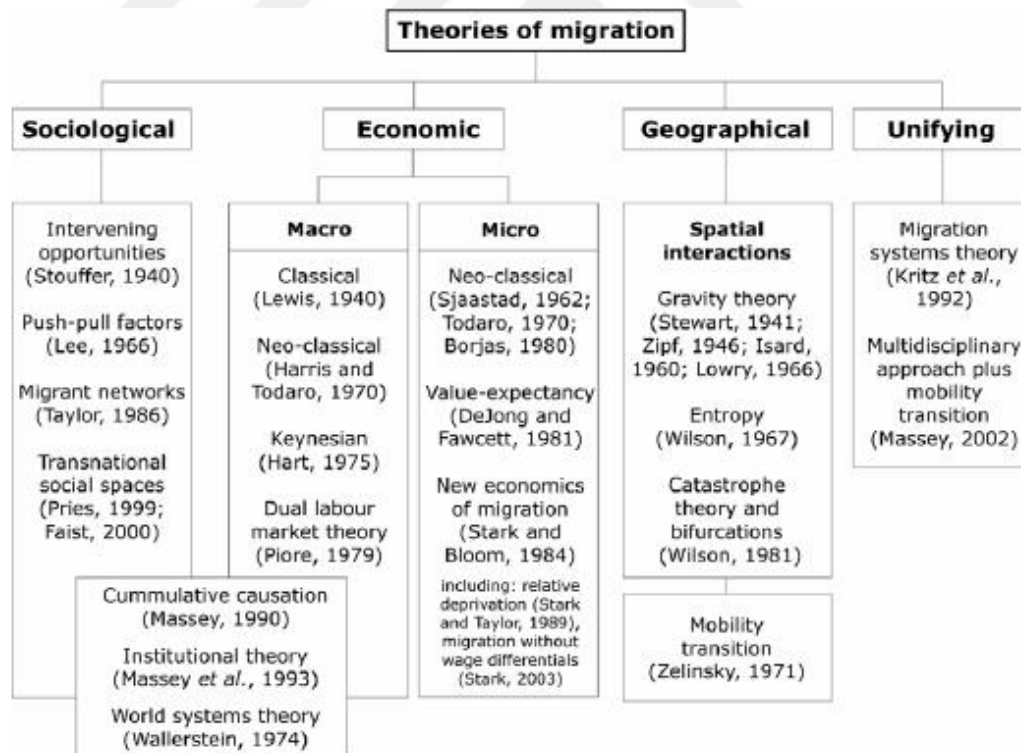 Theories of migration
Sociological
Economic
Geographical
Unifying
Intervening
opportunities
(Stouffer, 1940)
Push-pull factors
(Lee, 1966)
Migrant networks
(Taylor, 1986)
Transnational
social spaces
(Pries, 1999;
Faist, 2000)
Macro
Classical
(Lewis, 1940)
Neo-classical
(Harris and
Todaro, 1970)
Keynesian
(Hart, 1975)
Dual labour
market theory
(Piore, 1979)
Cummulative causation
(Massey, 1990)
Institutional theory
(Massey et al., 1993)
World systems theory
(Wallerstein, 1974)
Micro
Neo-classical
(Sjaastad, 1962;
Todaro, 1970;
Borjas, 1980)
Value-expectancy
(DeJong and
Fawcett, 1981)
New economics
of migration
(Stark and
Bloom, 1984)
including: relative
deprivation (Stark
and Taylor, 1989),
migration without
wage differentials
(Stark, 2003)
Spatial
interactions
Gravity theory
(Stewart, 1941;
Zipf, 1946; Isard,
1960; Lowry, 1966)
Entropy
(Wilson, 1967)
Catastrophe
theory and
bifurcations
(Wilson, 1981)
Mobility
transition
(Zelinsky, 1971)
Migration
systems theory
(Kritz et al.,
1992)
Multidisciplinary
approach plus
mobility
transition
(Massey, 2002)